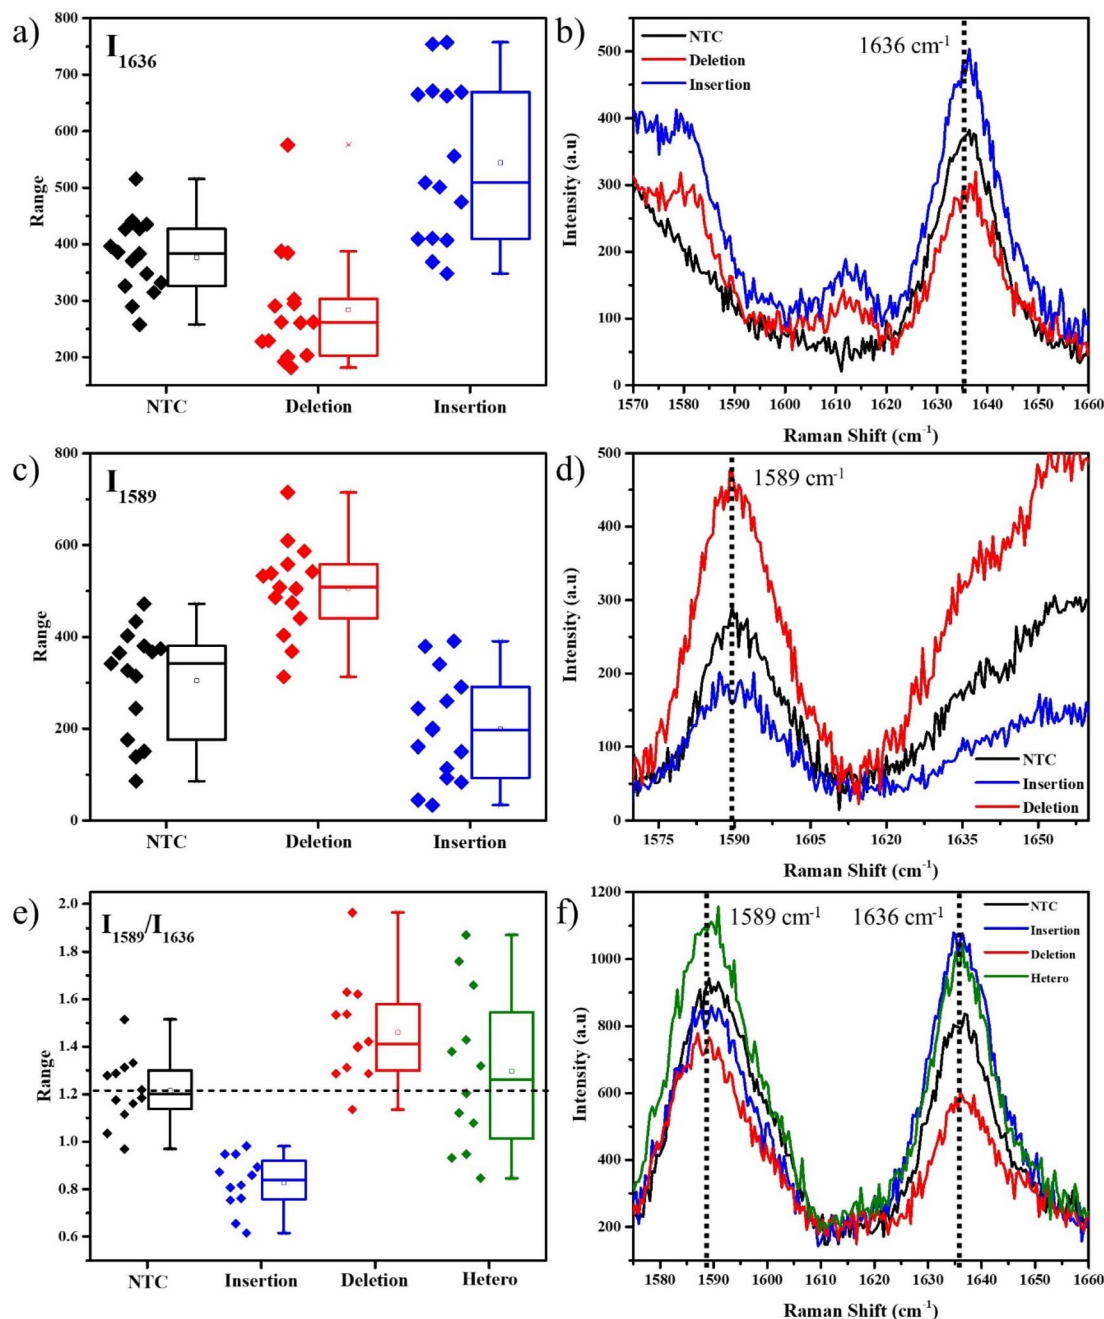 a)
I1636
Range
800
700
600
500
400
300
200
NTC
Deletion
Insertion
b)
NTC
Deletion
Insertion
1636 cm-1
Intensity (a.u)
500
400
300
200
100
0
1570 1580 1590 1600 1610 1620 1630 1640 1650 1660
Raman Shift (cm-1)
c)
I1589
Range
800
600
400
200
0
NTC
Deletion
Insertion
d)
1589 cm-1
Intensity (a.u)
500
400
300
200
100
0
NTC
Insertion
Deletion
1575 1590 1605 1620 1635 1650
Raman Shift (cm-1)
e)
I1589/I1636
Range
2.0
1.8
1.6
1.4
1.2
1.0
0.8
0.6
NTC
Insertion
Deletion
Hetero
f)
1589 cm-1
1636 cm-1
NTC
Insertion
Deletion
Hetero
Intensity (a.u)
1200
1000
800
600
400
200
1580 1590 1600 1610 1620 1630 1640 1650 1660
Raman Shift (cm-1)